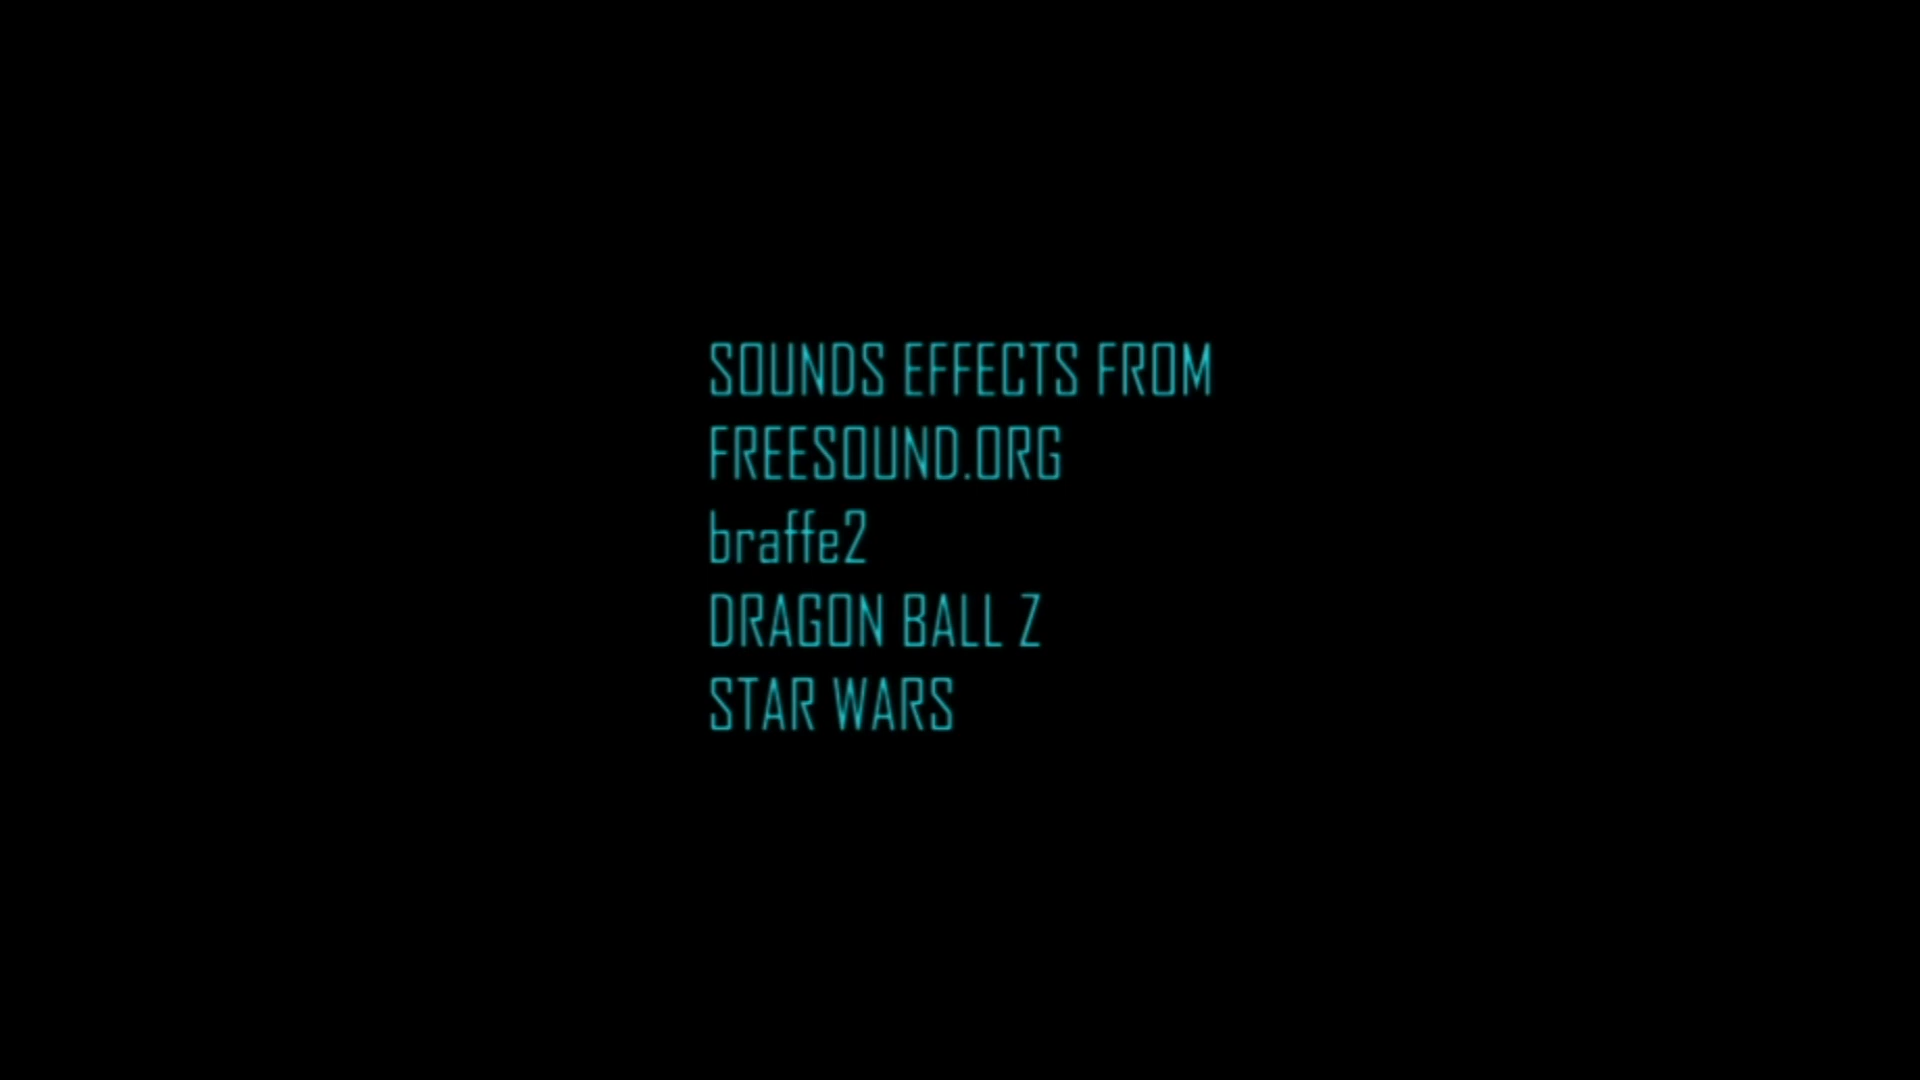 SOUNDS EFFECTS FROM
FREESOUND.ORG
braffe2
DRAGON BALL Z
STAR WARS